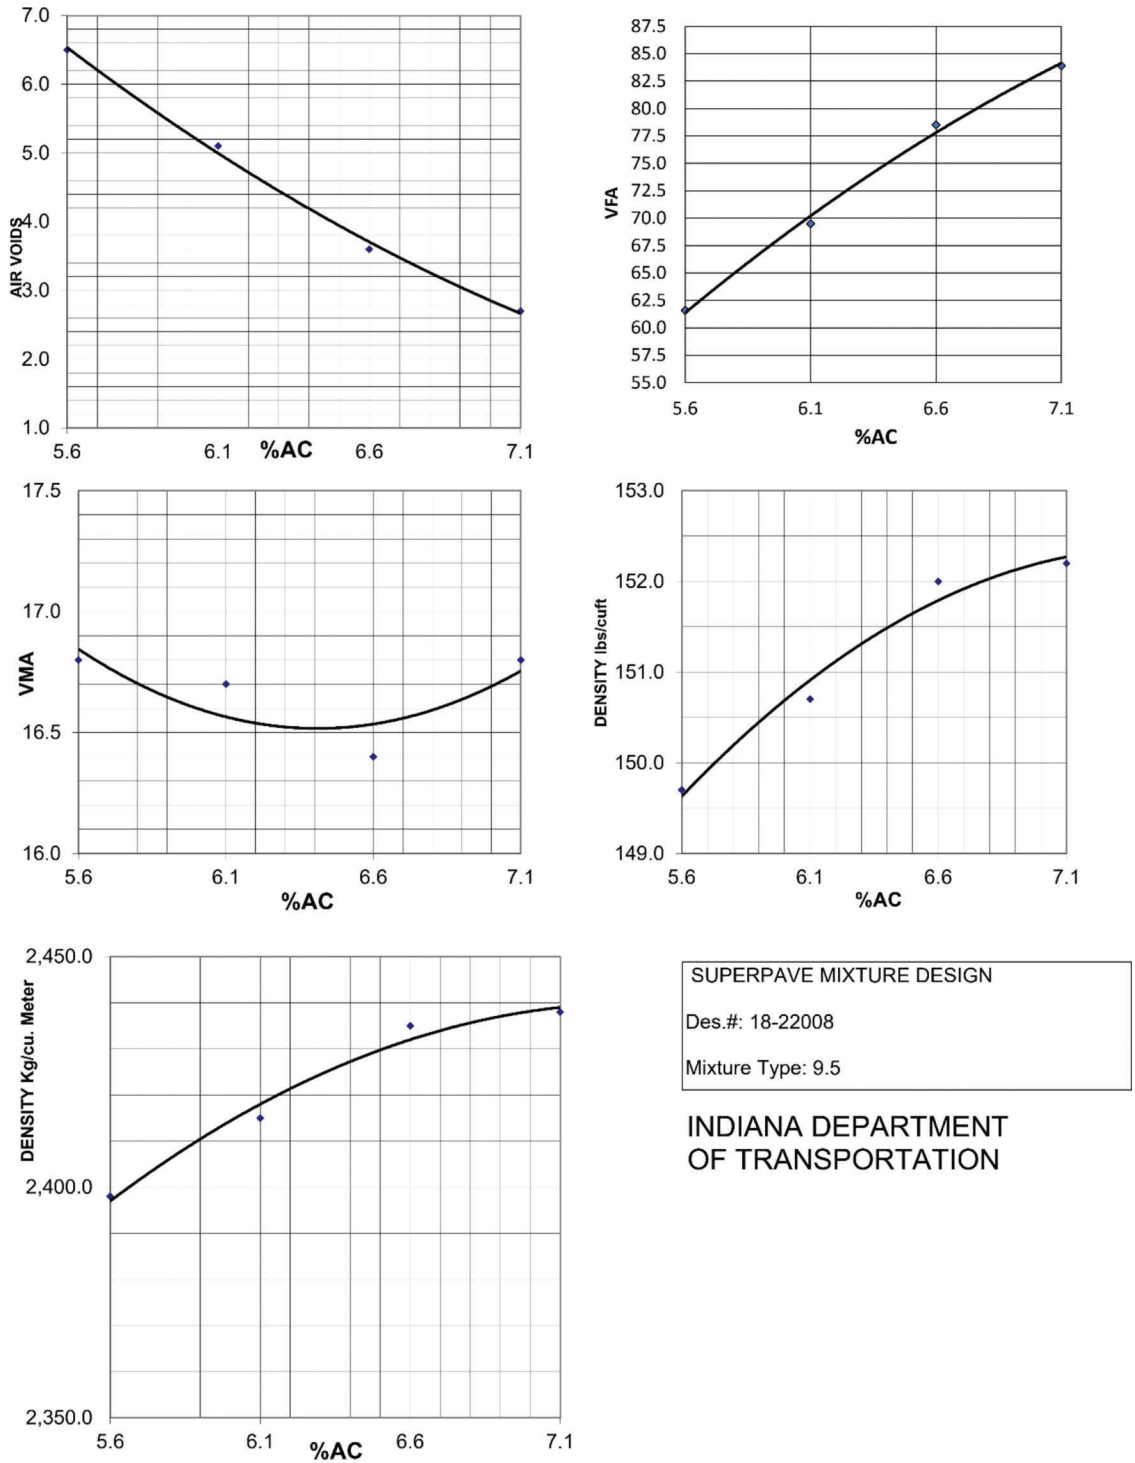 7.0
6.0
5.0
4.0
3.0
2.0
1.0
AIR VOIDS
5.6 6.1 6.6 7.1
%AC
87.5
85.0
82.5
80.0
77.5
75.0
72.5
70.0
67.5
65.0
62.5
60.0
57.5
55.0
VFA
5.6 6.1 6.6 7.1
%AC
17.5
17.0
16.5
16.0
VMA
5.6 6.1 6.6 7.1
%AC
153.0
152.0
151.0
150.0
149.0
DENSITY lbs/cuft
5.6 6.1 6.6 7.1
%AC
2,450.0
2,400.0
2,350.0
DENSITY Kg/cu. Meter
5.6 6.1 6.6 7.1
%AC
SUPERPAVE MIXTURE DESIGN
Des.#: 18-22008
Mixture Type: 9.5
INDIANA DEPARTMENT
OF TRANSPORTATION